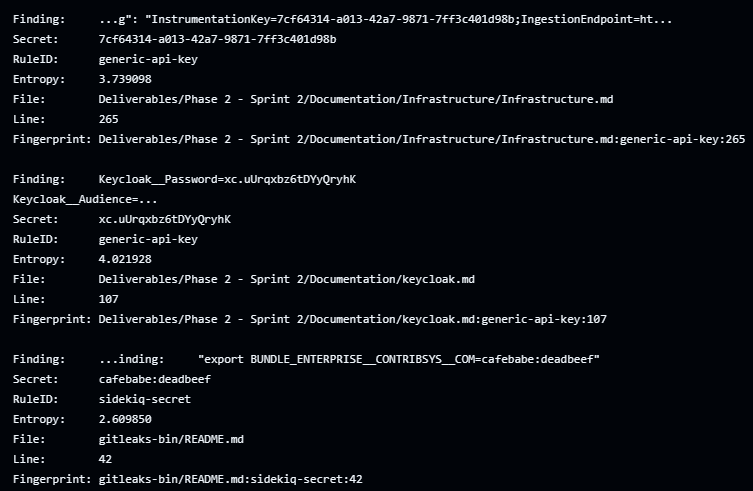 Finding: ...g": "InstrumentationKey=7cf64314-a013-42a7-9871-7ff3c401d98b;IngestionEndpoint=ht...
Secret: 7cf64314-a013-42a7-9871-7ff3c401d98b
RuleID: generic-api-key
Entropy: 3.739098
File: Deliverables/Phase 2 - Sprint 2/Documentation/Infrastructure/Infrastructure.md
Line: 265
Fingerprint: Deliverables/Phase 2 - Sprint 2/Documentation/Infrastructure/Infrastructure.md:generic-api-key:265
Finding: Keycloak__Password=xc.uUrqxbz6tDYyQryhK
Keycloak__Audience=...
Secret: xc.uUrqxbz6tDYyQryhK
RuleID: generic-api-key
Entropy: 4.021928
File: Deliverables/Phase 2 - Sprint 2/Documentation/keycloak.md
Line: 107
Fingerprint: Deliverables/Phase 2 - Sprint 2/Documentation/keycloak.md:generic-api-key:107
Finding: ...inding: "export BUNDLE_ENTERPRISE__CONTRIBSYS__COM=cafebabe:deadbeef"
Secret: cafebabe:deadbeef
RuleID: sidekiq-secret
Entropy: 2.609850
File: gitleaks-bin/README.md
Line: 42
Fingerprint: gitleaks-bin/README.md:sidekiq-secret:42